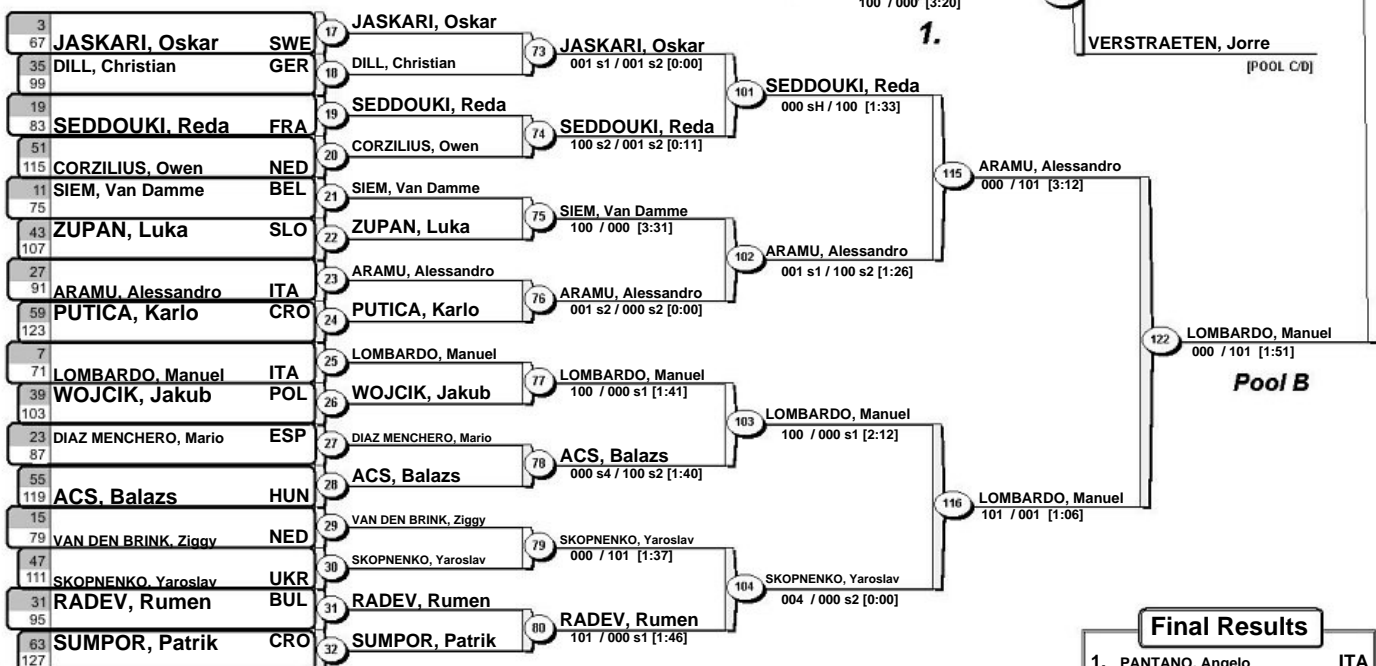 100 / 000 [3:20]
1.
VERSTRAETEN, Jorre
[POOL C/D]
3
67 JASKARI, Oskar SWE
35 DILL, Christian GER
99
19
83 SEDDOUKI, Reda FRA
51
115 CORZILIUS, Owen NED
11 SIEM, Van Damme BEL
75
43 ZUPAN, Luka SLO
107
27
91 ARAMU, Alessandro ITA
59 PUTICA, Karlo CRO
123
7
71 LOMBARDO, Manuel ITA
39 WOJCIK, Jakub POL
103
23 DIAZ MENCHERO, Mario ESP
87
55
119 ACS, Balazs HUN
15
79 VAN DEN BRINK, Ziggy NED
47
111 SKOPNENKO, Yaroslav UKR
31 RADEV, Rumen BUL
95
63 SUMPOR, Patrik CRO
127
17 JASKARI, Oskar
18 DILL, Christian
19 SEDDOUKI, Reda
20 CORZILIUS, Owen
21 SIEM, Van Damme
22 ZUPAN, Luka
23 ARAMU, Alessandro
24 PUTICA, Karlo
25 LOMBARDO, Manuel
26 WOJCIK, Jakub
27 DIAZ MENCHERO, Mario
28 ACS, Balazs
29 VAN DEN BRINK, Ziggy
30 SKOPNENKO, Yaroslav
31 RADEV, Rumen
32 SUMPOR, Patrik
73 JASKARI, Oskar
001 s1 / 001 s2 [0:00]
74 SEDDOUKI, Reda
100 s2 / 001 s2 [0:11]
75 SIEM, Van Damme
100 / 000 [3:31]
76 ARAMU, Alessandro
001 s2 / 000 s2 [0:00]
77 LOMBARDO, Manuel
100 / 000 s1 [1:41]
78 ACS, Balazs
000 s4 / 100 s2 [1:40]
79 SKOPNENKO, Yaroslav
000 / 101 [1:37]
80 RADEV, Rumen
101 / 000 s1 [1:46]
101 SEDDOUKI, Reda
000 sH / 100 [1:33]
102 ARAMU, Alessandro
001 s1 / 100 s2 [1:26]
103 LOMBARDO, Manuel
100 / 000 s1 [2:12]
104 SKOPNENKO, Yaroslav
004 / 000 s2 [0:00]
115 ARAMU, Alessandro
000 / 101 [3:12]
116 LOMBARDO, Manuel
101 / 001 [1:06]
122 LOMBARDO, Manuel
000 / 101 [1:51]
Pool B
Final Results
1. PANTANO, Angelo ITA